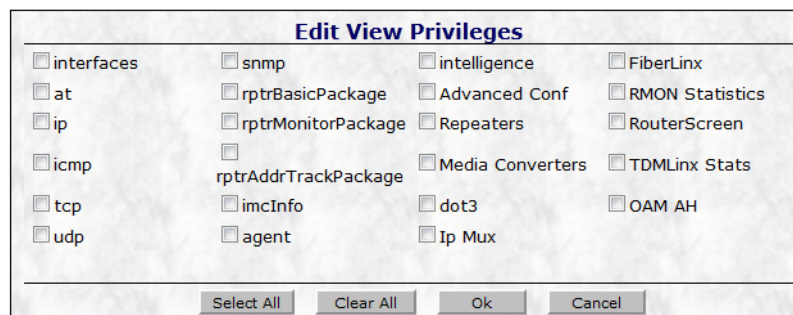 Edit View Privileges
interfaces snmp intelligence FiberLinx
at rptrBasicPackage Advanced Conf RMON Statistics
ip rptrMonitorPackage Repeaters RouterScreen
icmp rptrAddrTrackPackage Media Converters TDMLinx Stats
tcp imcInfo dot3 OAM AH
udp agent Ip Mux
Select All Clear All Ok Cancel